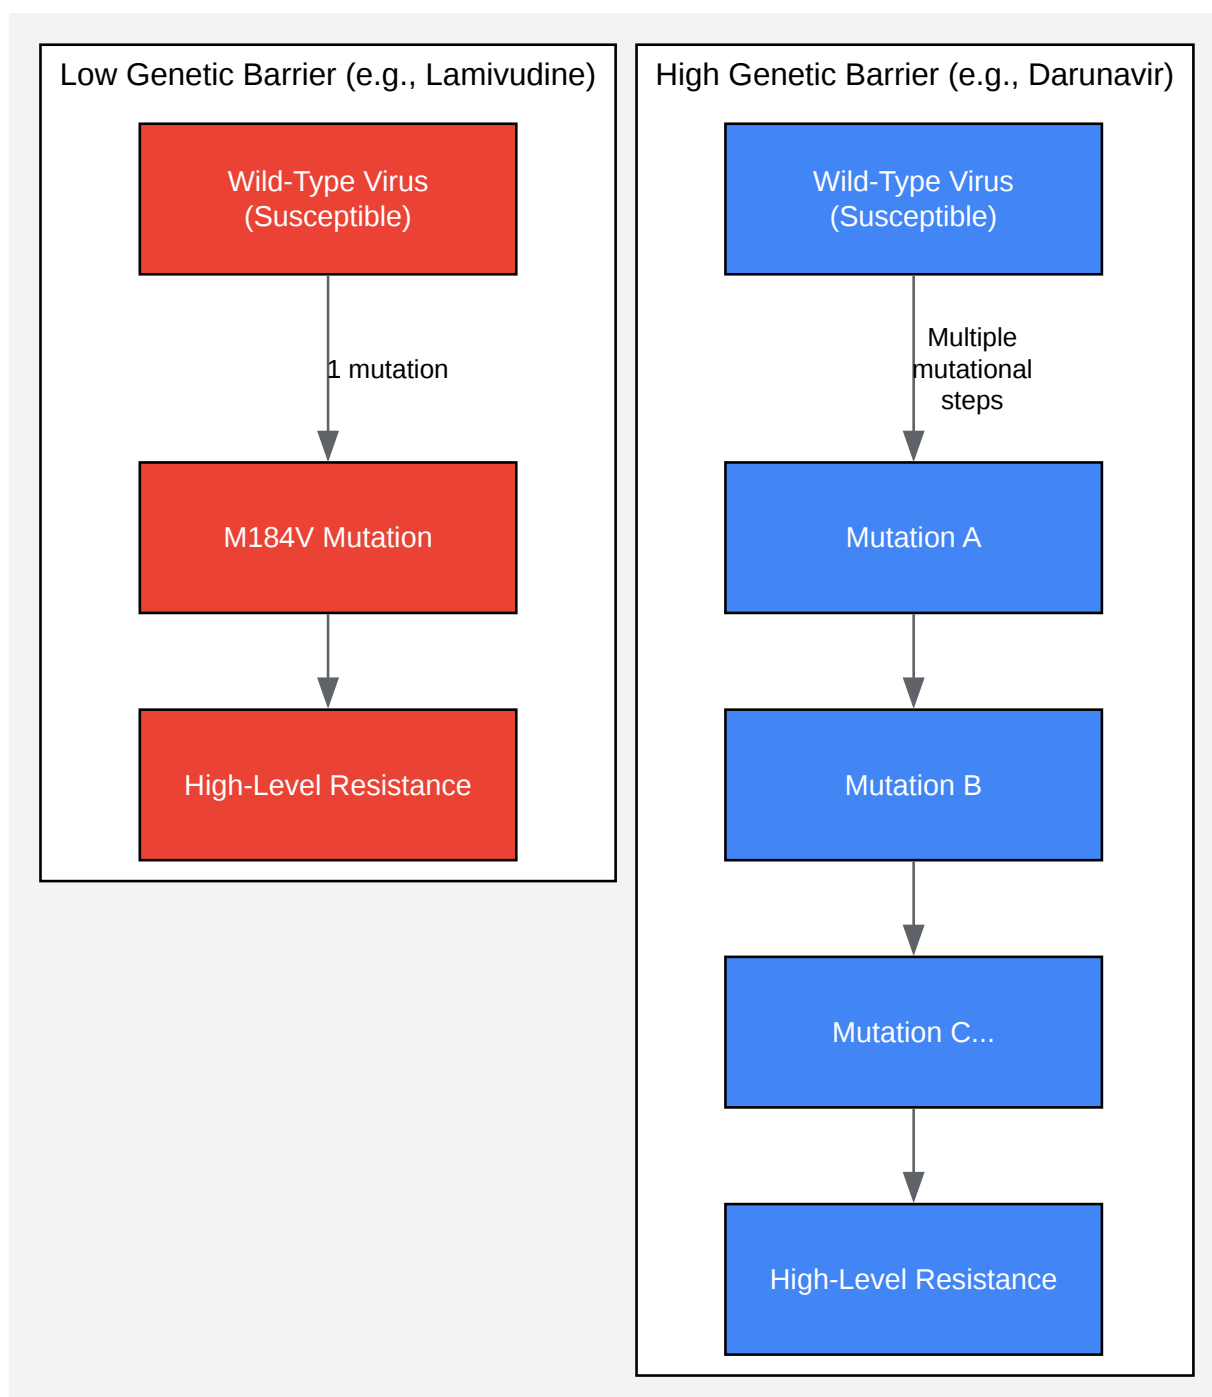 Low Genetic Barrier (e.g., Lamivudine)
Wild-Type Virus
(Susceptible)
1 mutation
M184V Mutation
High-Level Resistance
High Genetic Barrier (e.g., Darunavir)
Wild-Type Virus
(Susceptible)
Multiple
mutational
steps
Mutation A
Mutation B
Mutation C...
High-Level Resistance